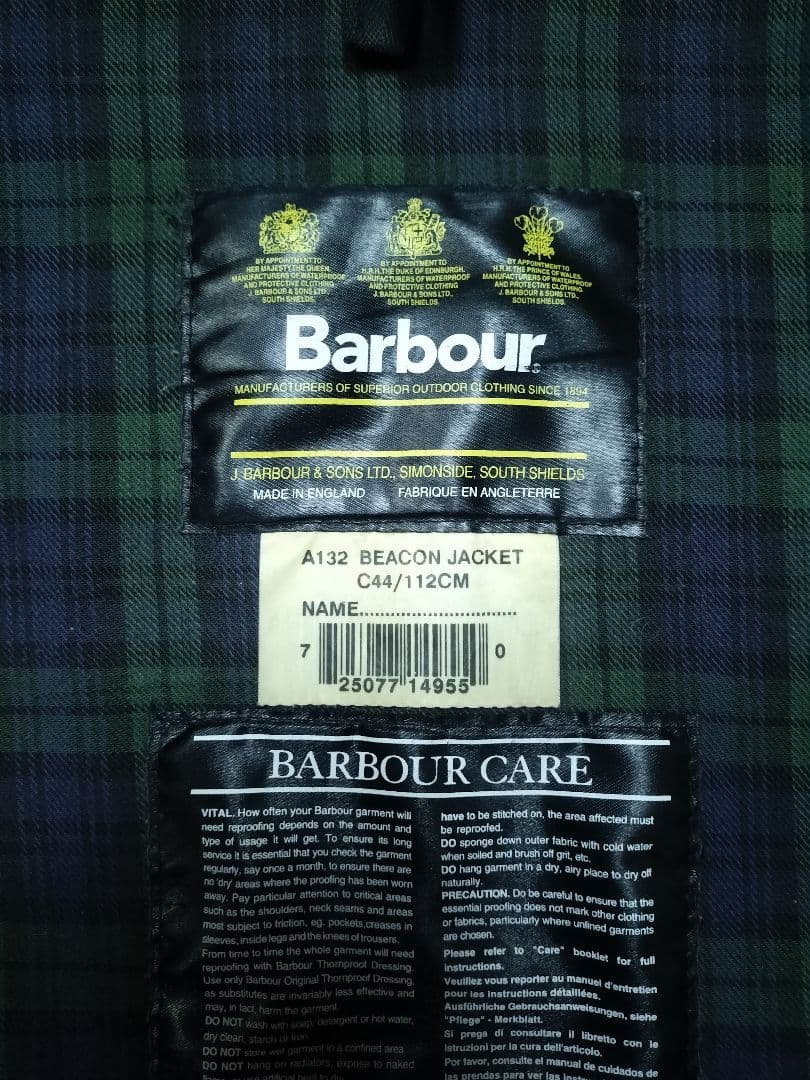 BY APPOINTMENT TO
HER MAJESTY THE QUEEN
MANUFACTURERS OF WATERPROOF
AND PROTECTIVE CLOTHING
J. BARBOUR & SONS LTD.,
SOUTH SHIELDS.
BY APPOINTMENT TO
H.R.H. THE DUKE OF EDINBURGH.
MANUFACTURERS OF WATERPROOF
AND PROTECTIVE CLOTHING
J. BARBOUR & SONS LTD.,
SOUTH SHIELDS.
BY APPOINTMENT TO
H.R.H. THE PRINCE OF WALES.
MANUFACTURERS OF WATERPROOF
AND PROTECTIVE CLOTHING
J. BARBOUR & SONS LTD.,
SOUTH SHIELDS.
Barbour
MANUFACTURERS OF SUPERIOR OUTDOOR CLOTHING SINCE 1894
J. BARBOUR & SONS LTD., SIMONSIDE, SOUTH SHIELDS
MADE IN ENGLAND FABRIQUE EN ANGLETERRE
A132 BEACON JACKET
C44/112CM
NAME..............................
7 25077 14955 0
BARBOUR CARE
VITAL. How often your Barbour garment will
need reproofing depends on the amount and
type of usage it will get. To ensure its long
service it is essential that you check the garment
regularly, say once a month, to ensure there are
no 'dry' areas where the proofing has been worn
away. Pay particular attention to critical areas
such as the shoulders, neck seams and areas
most subject to friction, eg. pockets,creases in
sleeves, inside legs and the knees of trousers.
From time to time the whole garment will need
reproofing with Barbour Thornproof Dressing.
Use only Barbour Original Thornproof Dressing,
as substitutes are invariably less effective and
may, in fact, harm the garment.
DO NOT wash with soap, detergent or hot water,
dry clean, starch or iron
DO NOT store wet garment in a confined area
DO NOT hang on radiators, expose to naked
have to be stitched on, the area affected must
be reproofed.
DO sponge down outer fabric with cold water
when soiled and brush off grit, etc.
DO hang garment in a dry, airy place to dry off
naturally.
PRECAUTION. Do be careful to ensure that the
essential proofing does not mark other clothing
or fabrics, particularly where unlined garments
are chosen.
Please refer to "Care" booklet for full
instructions.
Veuillez vous reporter au manuel d'entretien
pour les instructions détaillées.
Ausführliche Gebrauchsanweisungen, siehe
"Pflege" - Merkblatt.
Si prega di consultare il libretto con le
istruzioni per la cura dell'articolo.
Por favor, consulte el manual de cuidados de
las prendas para ver las